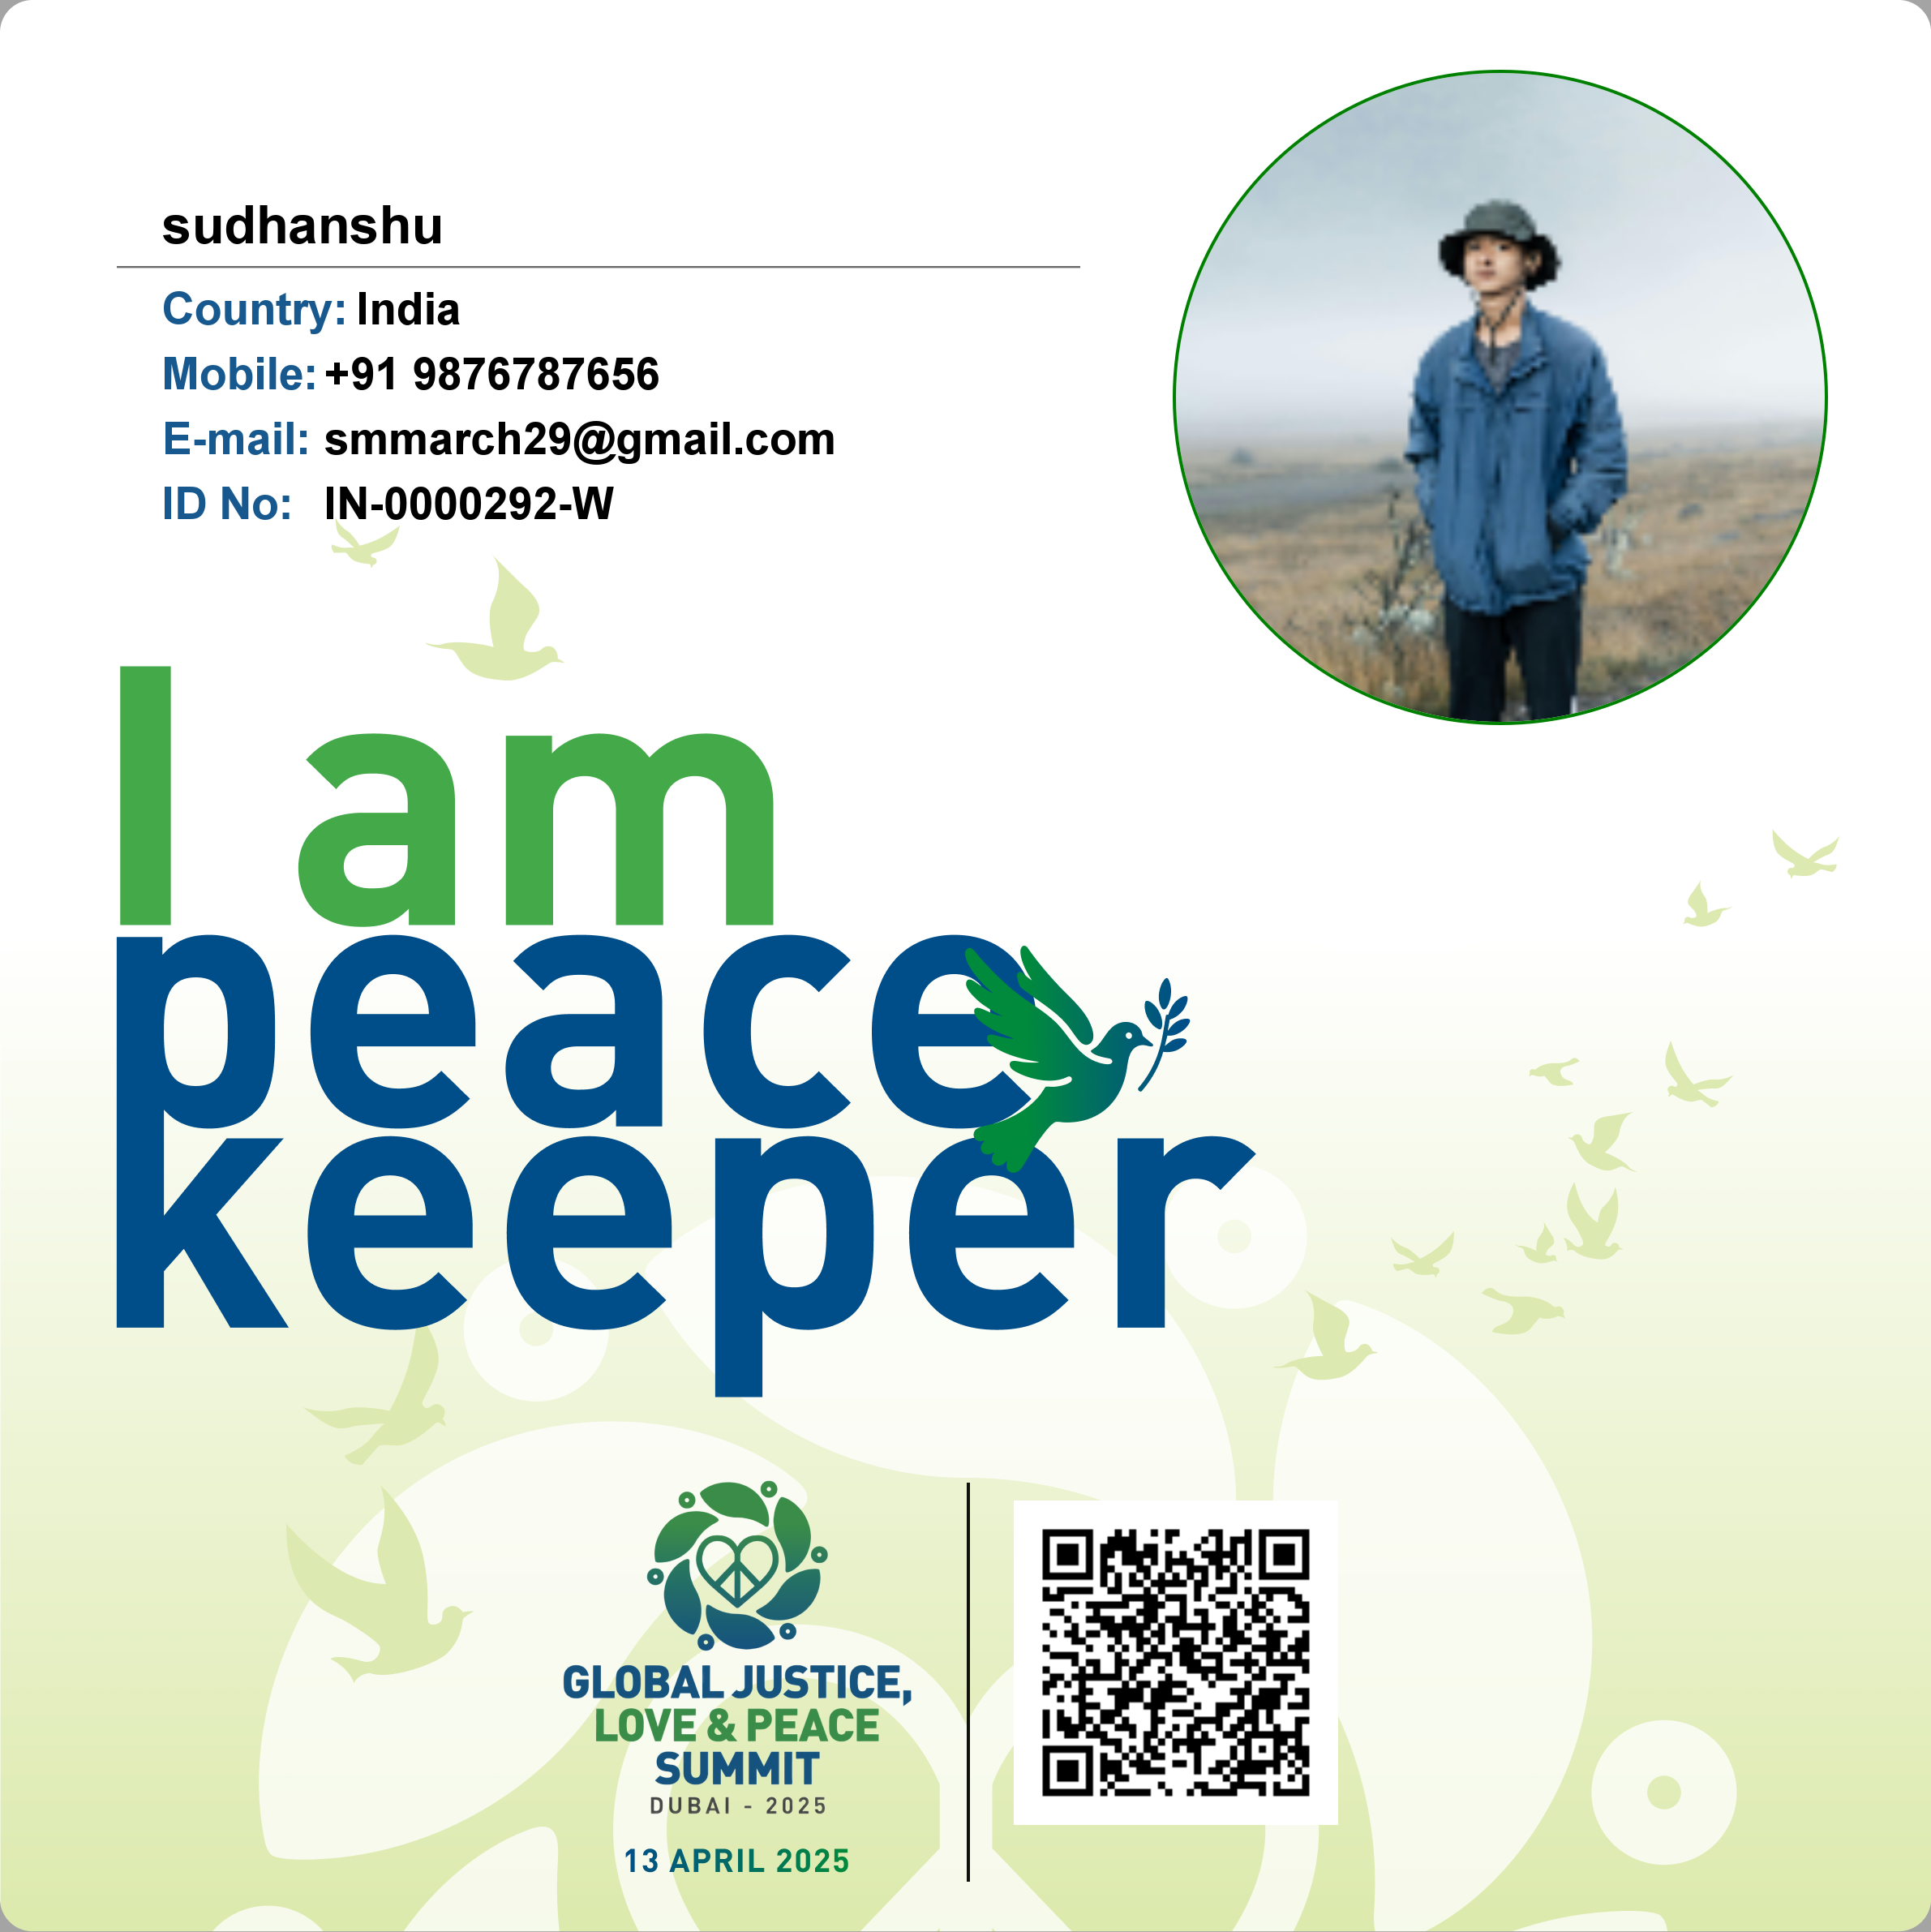 sudhanshu
Country: India
Mobile: +91 9876787656
E-mail: smmarch29@gmail.com
ID No: IN-0000292-W
I am
peace
keeper
GLOBAL JUSTICE,
LOVE & PEACE
SUMMIT
DUBAI - 2025
13 APRIL 2025